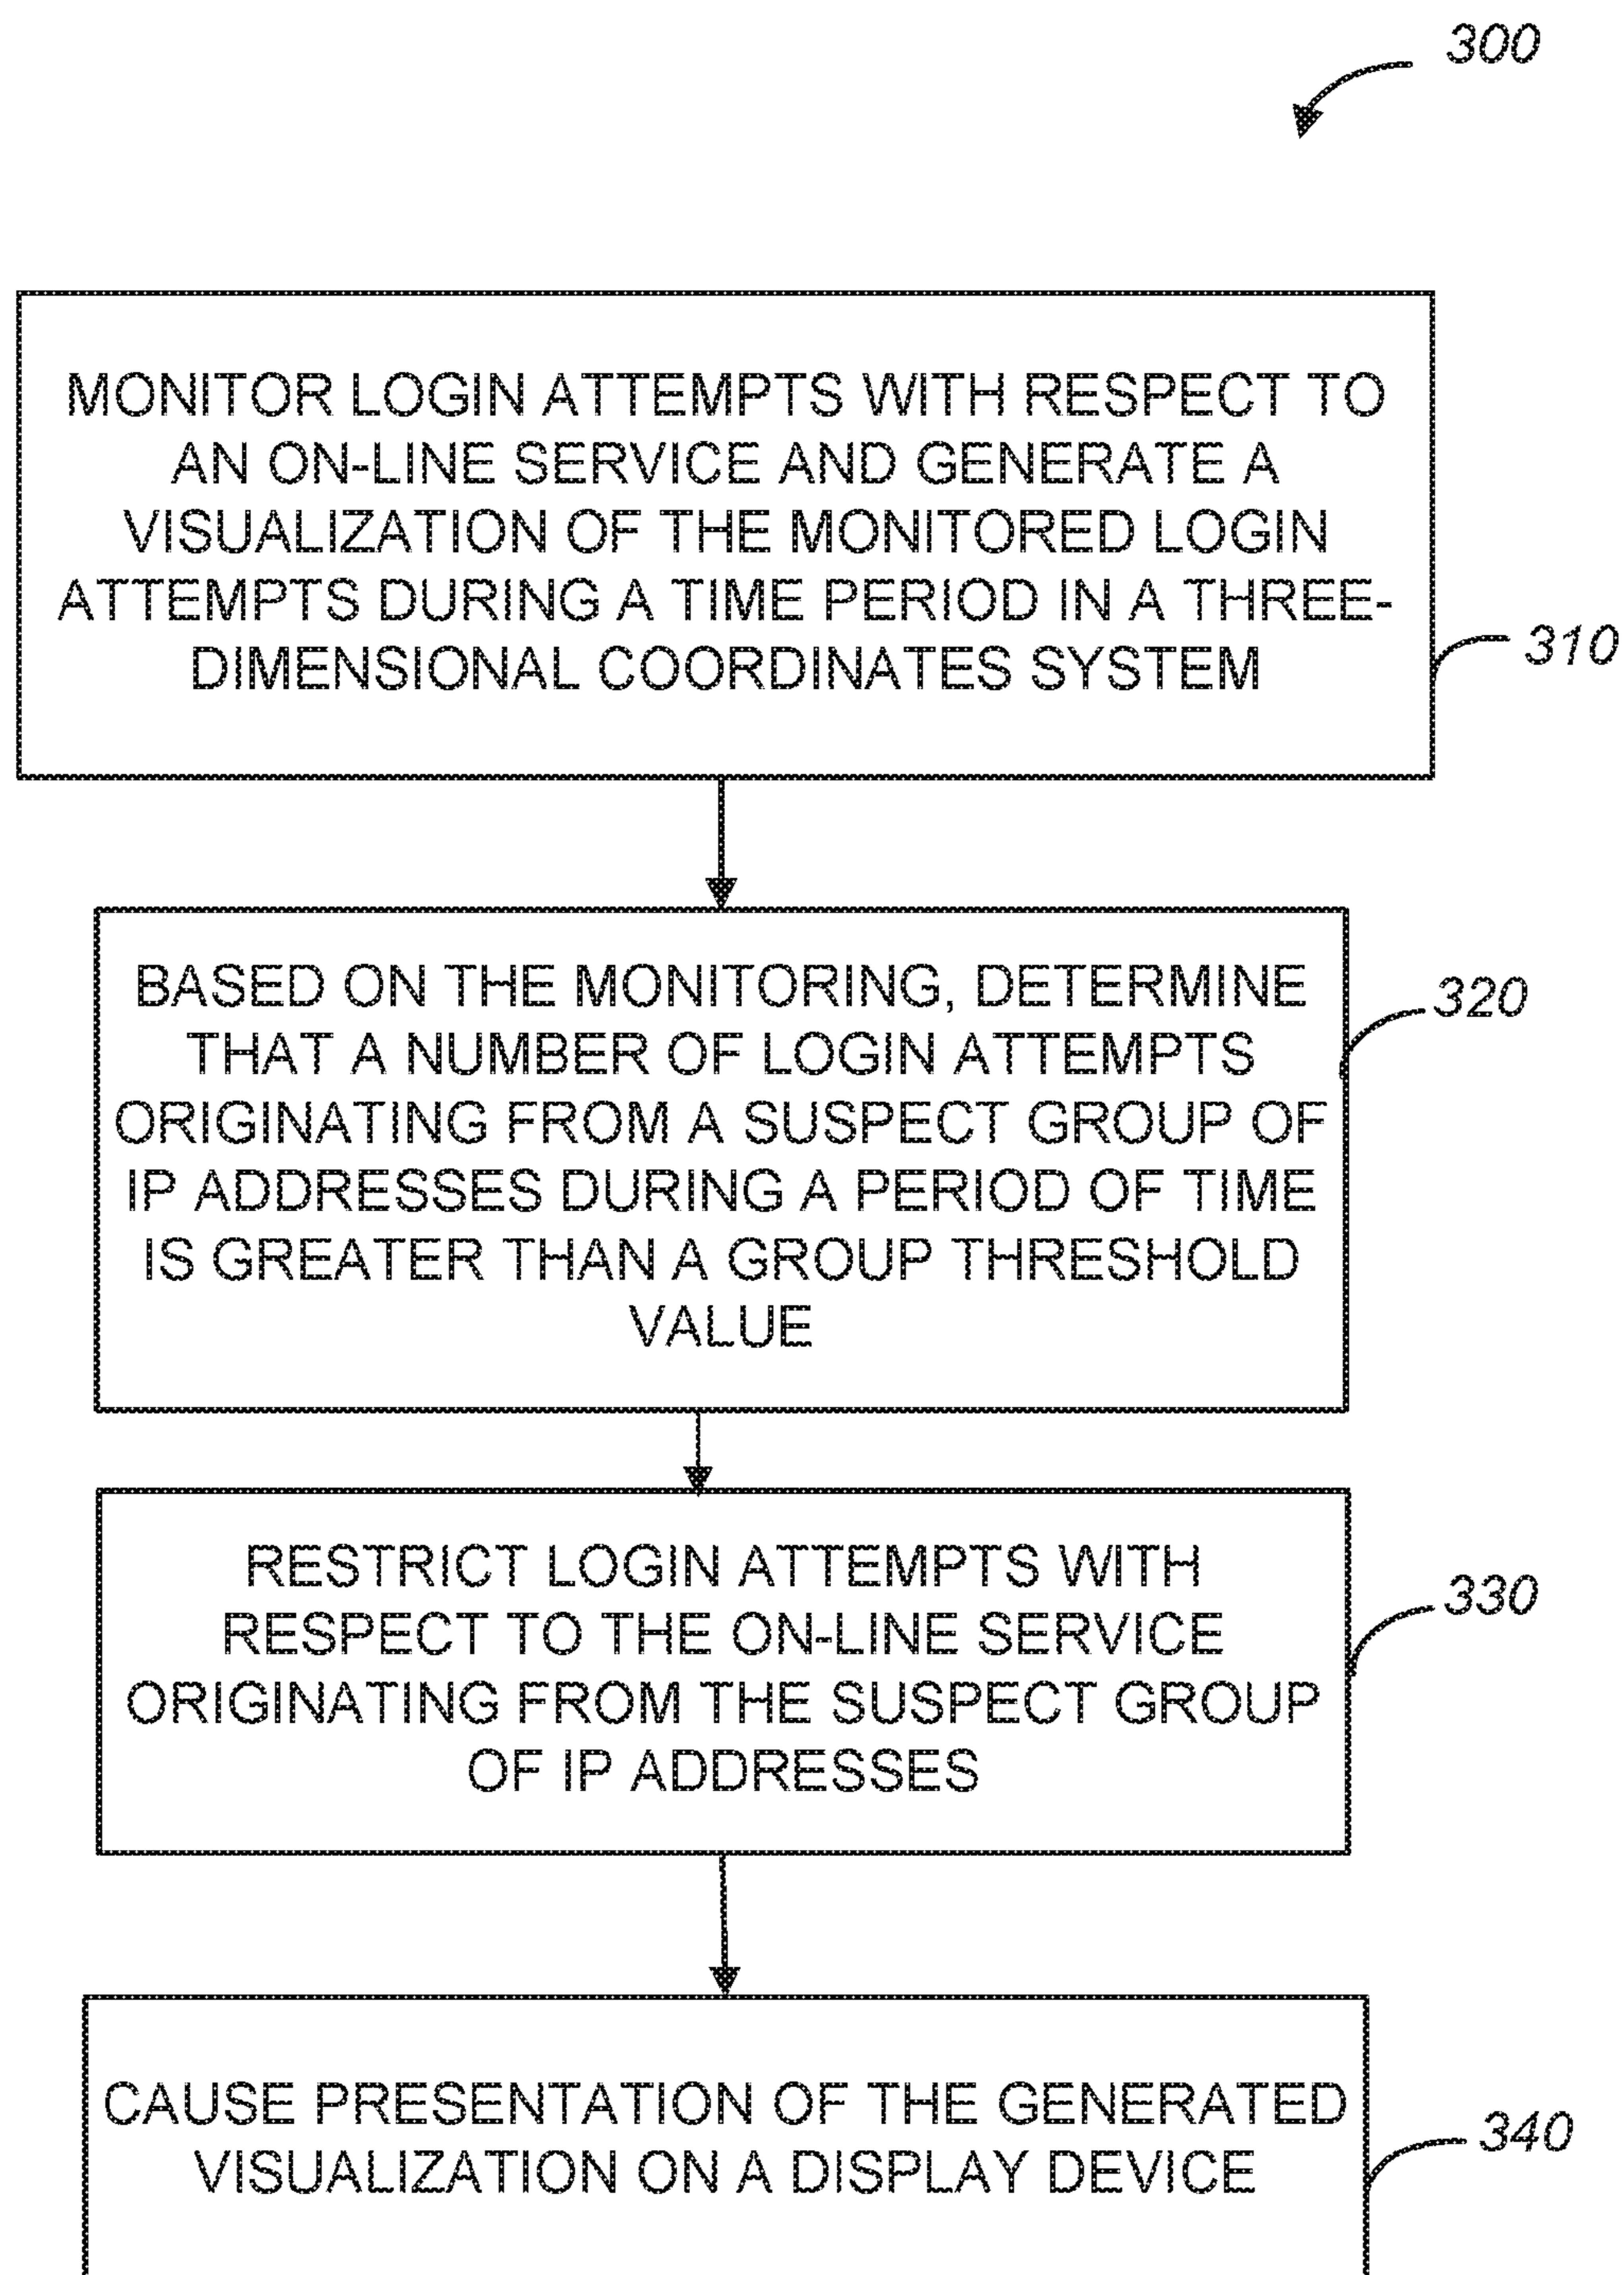 300
MONITOR LOGIN ATTEMPTS WITH RESPECT TO
AN ON-LINE SERVICE AND GENERATE A
VISUALIZATION OF THE MONITORED LOGIN
ATTEMPTS DURING A TIME PERIOD IN A THREE-
DIMENSIONAL COORDINATES SYSTEM
310
BASED ON THE MONITORING, DETERMINE
THAT A NUMBER OF LOGIN ATTEMPTS
ORIGINATING FROM A SUSPECT GROUP OF
IP ADDRESSES DURING A PERIOD OF TIME
IS GREATER THAN A GROUP THRESHOLD
VALUE
320
RESTRICT LOGIN ATTEMPTS WITH
RESPECT TO THE ON-LINE SERVICE
ORIGINATING FROM THE SUSPECT GROUP
OF IP ADDRESSES
330
CAUSE PRESENTATION OF THE GENERATED
VISUALIZATION ON A DISPLAY DEVICE
340